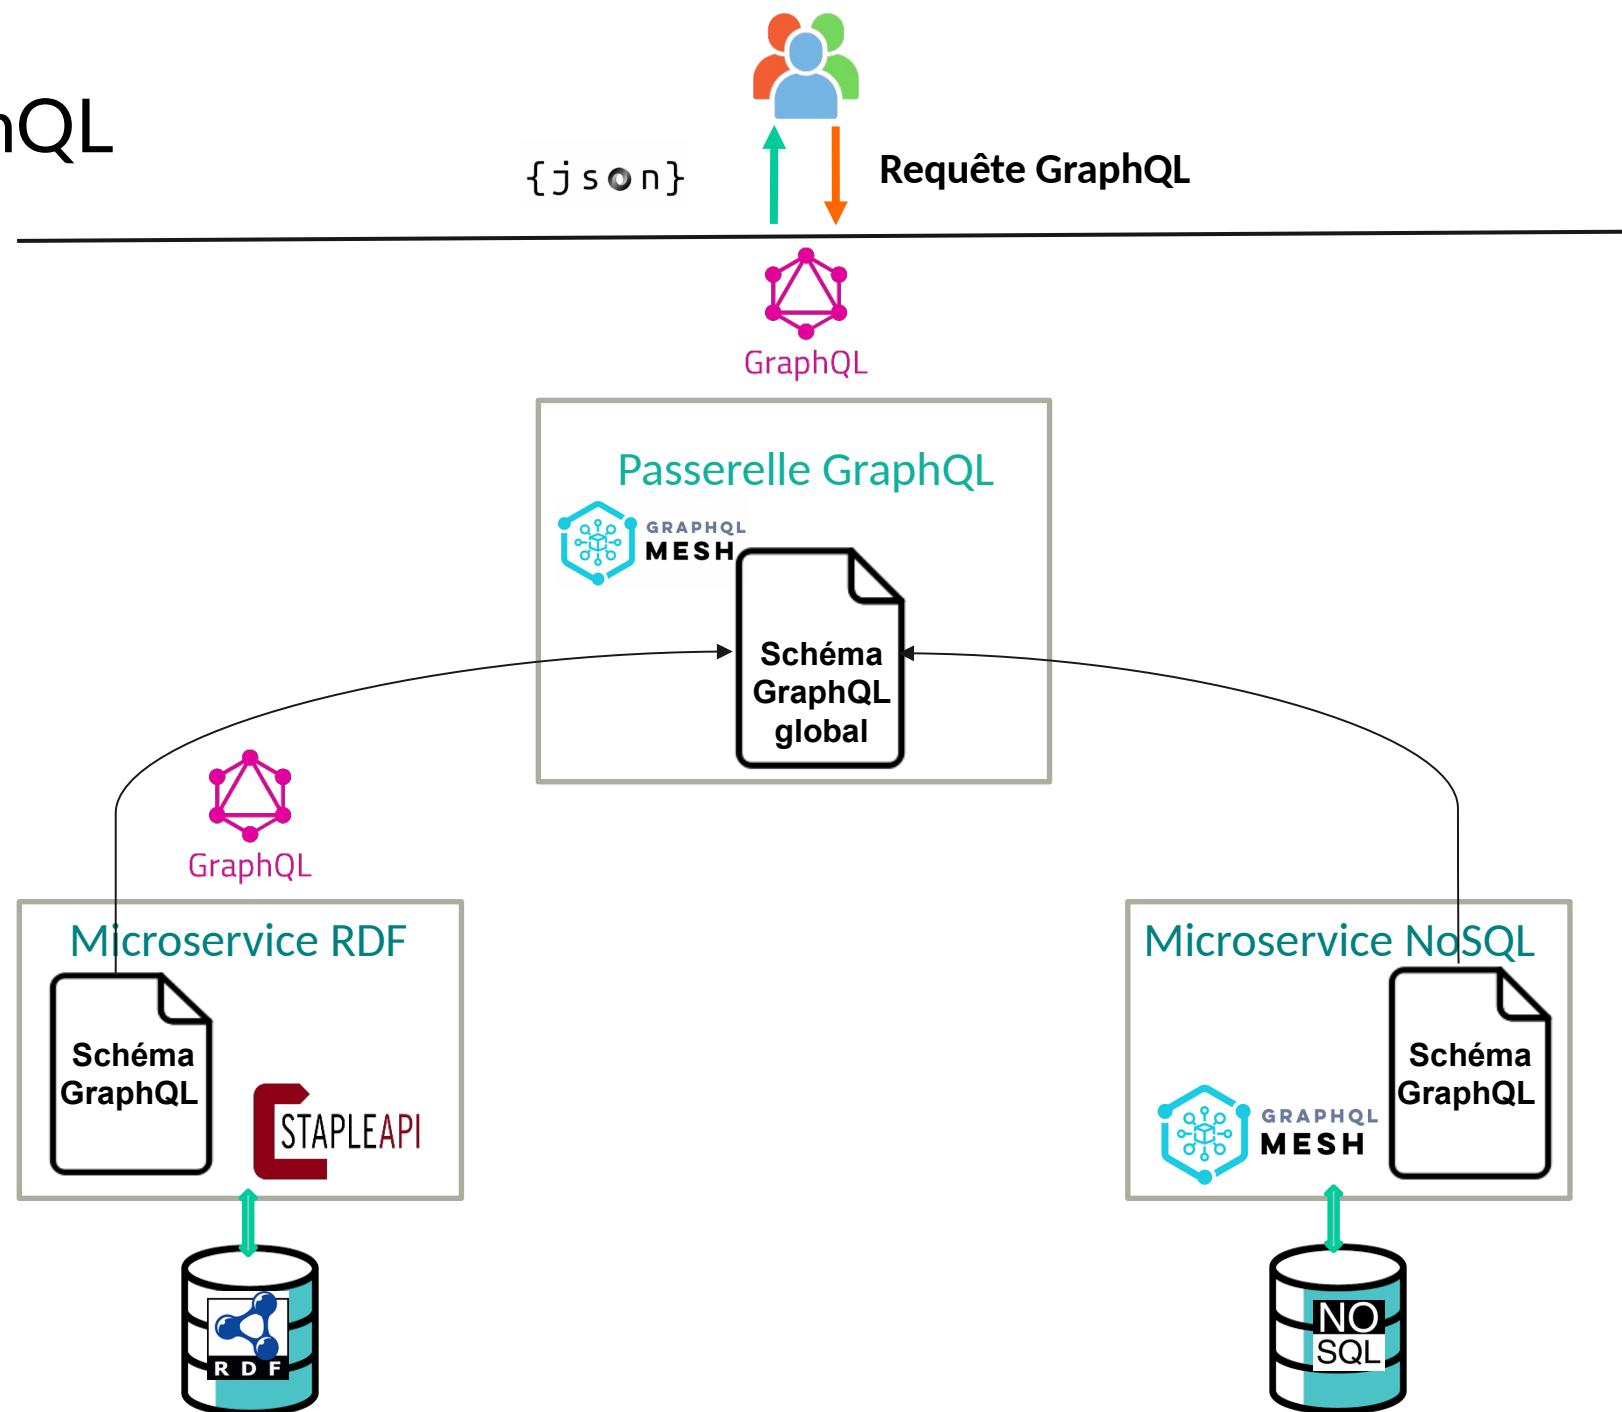 hQL
{json}
Requête GraphQL
GraphQL
Passerelle GraphQL
GRAPHQL
MESH
Schéma
GraphQL
global
GraphQL
Microservice RDF
Schéma
GraphQL
STAPLEAPI
Microservice NoSQL
GRAPHQL
MESH
Schéma
GraphQL
RDF
NO
SQL